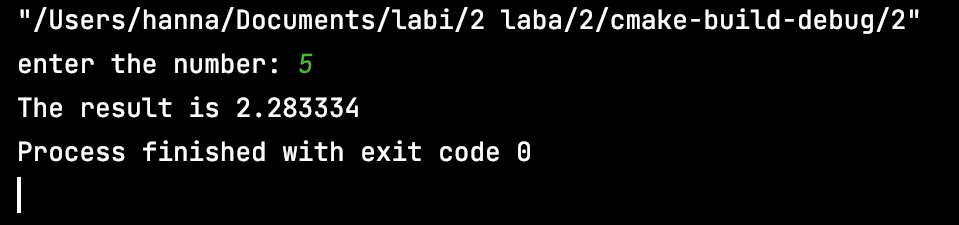 "/Users/hanna/Documents/labi/2 laba/2/cmake-build-debug/2"
enter the number: 5
The result is 2.283334
Process finished with exit code 0